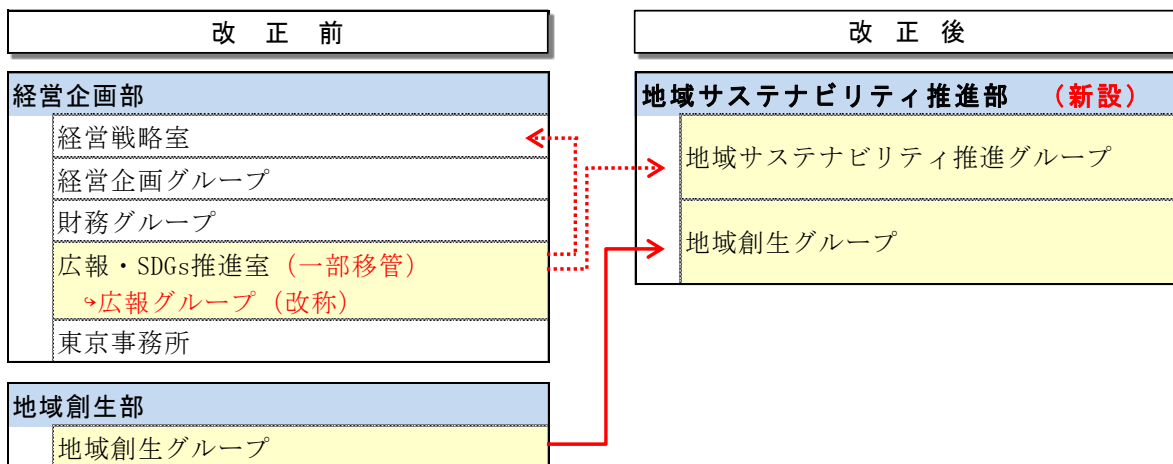 改 正 前
経営企画部
経営戦略室
経営企画グループ
財務グループ
広報・SDGs推進室（一部移管）
↪広報グループ（改称）
東京事務所
地域創生部
地域創生グループ
改 正 後
地域サステナビリティ推進部 （新設）
地域サステナビリティ推進グループ
地域創生グループ